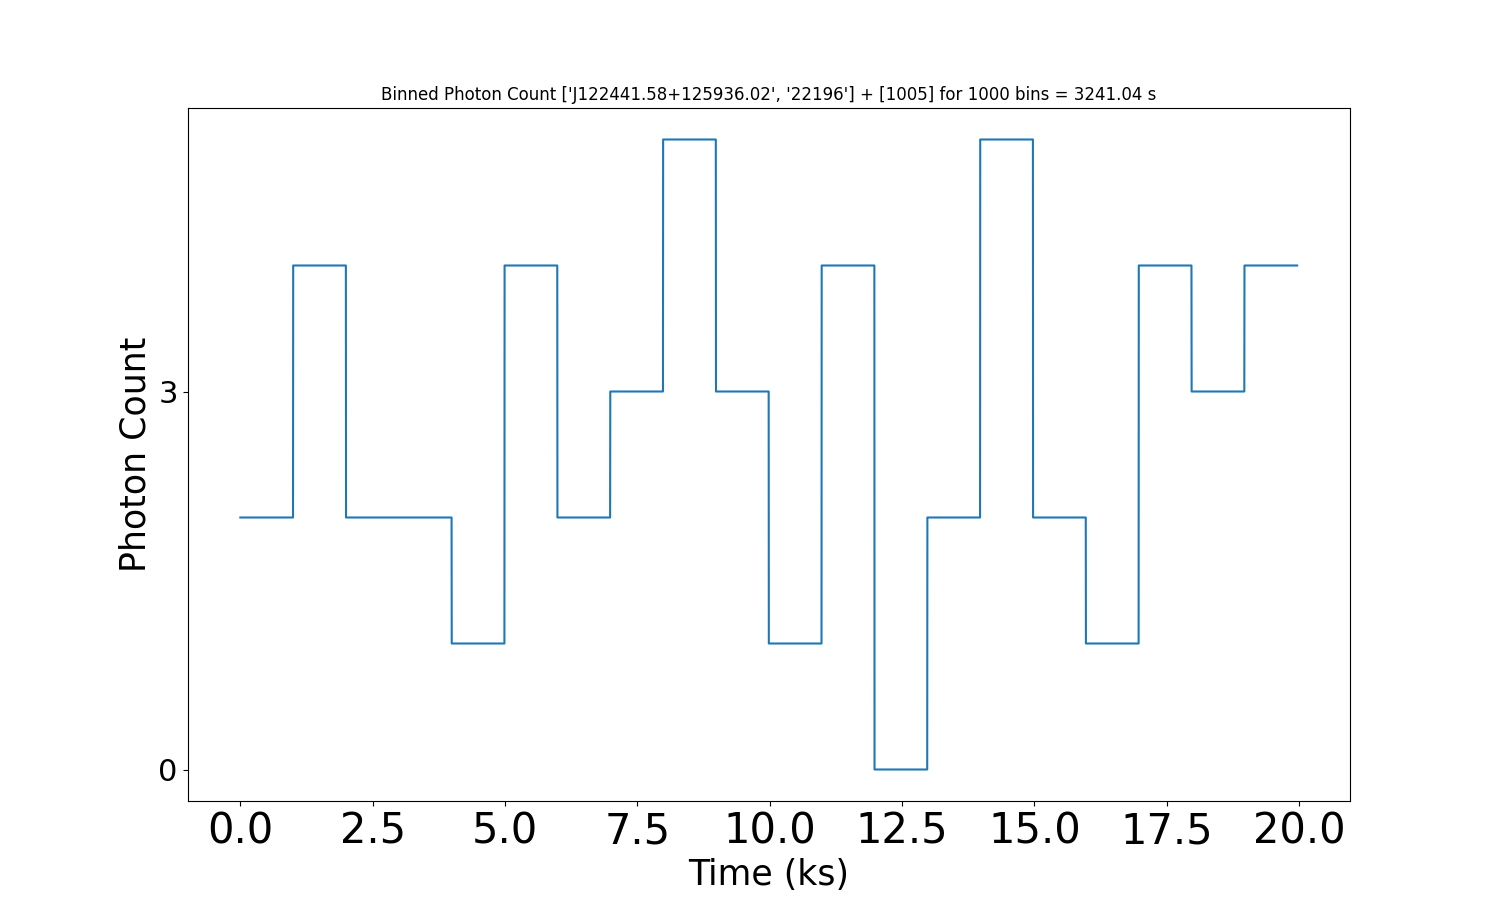 Binned Photon Count ['J122441.58+125936.02', '22196'] + [1005] for 1000 bins = 3241.04 s
Photon Count
3
0
0.0 2.5 5.0 7.5 10.0 12.5 15.0 17.5 20.0
Time (ks)